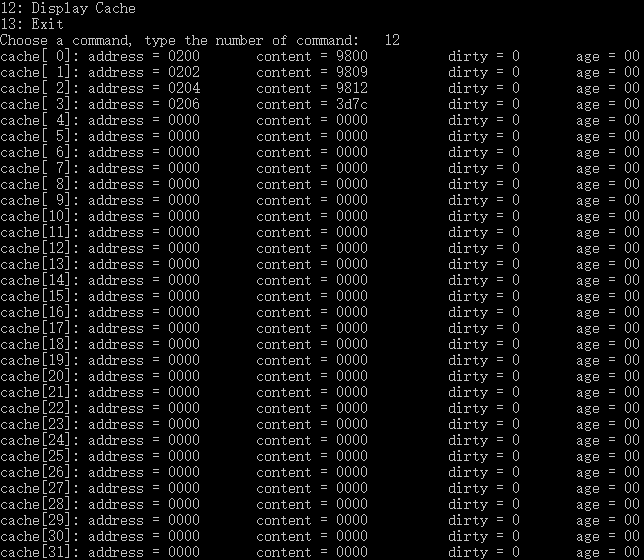 12: Display Cache
13: Exit
Choose a command, type the number of command:   12
cache[ 0]: address = 0200       content = 9800          dirty = 0       age = 00
cache[ 1]: address = 0202       content = 9809          dirty = 0       age = 00
cache[ 2]: address = 0204       content = 9812          dirty = 0       age = 00
cache[ 3]: address = 0206       content = 3d7c          dirty = 0       age = 00
cache[ 4]: address = 0000       content = 0000          dirty = 0       age = 00
cache[ 5]: address = 0000       content = 0000          dirty = 0       age = 00
cache[ 6]: address = 0000       content = 0000          dirty = 0       age = 00
cache[ 7]: address = 0000       content = 0000          dirty = 0       age = 00
cache[ 8]: address = 0000       content = 0000          dirty = 0       age = 00
cache[ 9]: address = 0000       content = 0000          dirty = 0       age = 00
cache[10]: address = 0000       content = 0000          dirty = 0       age = 00
cache[11]: address = 0000       content = 0000          dirty = 0       age = 00
cache[12]: address = 0000       content = 0000          dirty = 0       age = 00
cache[13]: address = 0000       content = 0000          dirty = 0       age = 00
cache[14]: address = 0000       content = 0000          dirty = 0       age = 00
cache[15]: address = 0000       content = 0000          dirty = 0       age = 00
cache[16]: address = 0000       content = 0000          dirty = 0       age = 00
cache[17]: address = 0000       content = 0000          dirty = 0       age = 00
cache[18]: address = 0000       content = 0000          dirty = 0       age = 00
cache[19]: address = 0000       content = 0000          dirty = 0       age = 00
cache[20]: address = 0000       content = 0000          dirty = 0       age = 00
cache[21]: address = 0000       content = 0000          dirty = 0       age = 00
cache[22]: address = 0000       content = 0000          dirty = 0       age = 00
cache[23]: address = 0000       content = 0000          dirty = 0       age = 00
cache[24]: address = 0000       content = 0000          dirty = 0       age = 00
cache[25]: address = 0000       content = 0000          dirty = 0       age = 00
cache[26]: address = 0000       content = 0000          dirty = 0       age = 00
cache[27]: address = 0000       content = 0000          dirty = 0       age = 00
cache[28]: address = 0000       content = 0000          dirty = 0       age = 00
cache[29]: address = 0000       content = 0000          dirty = 0       age = 00
cache[30]: address = 0000       content = 0000          dirty = 0       age = 00
cache[31]: address = 0000       content = 0000          dirty = 0       age = 00